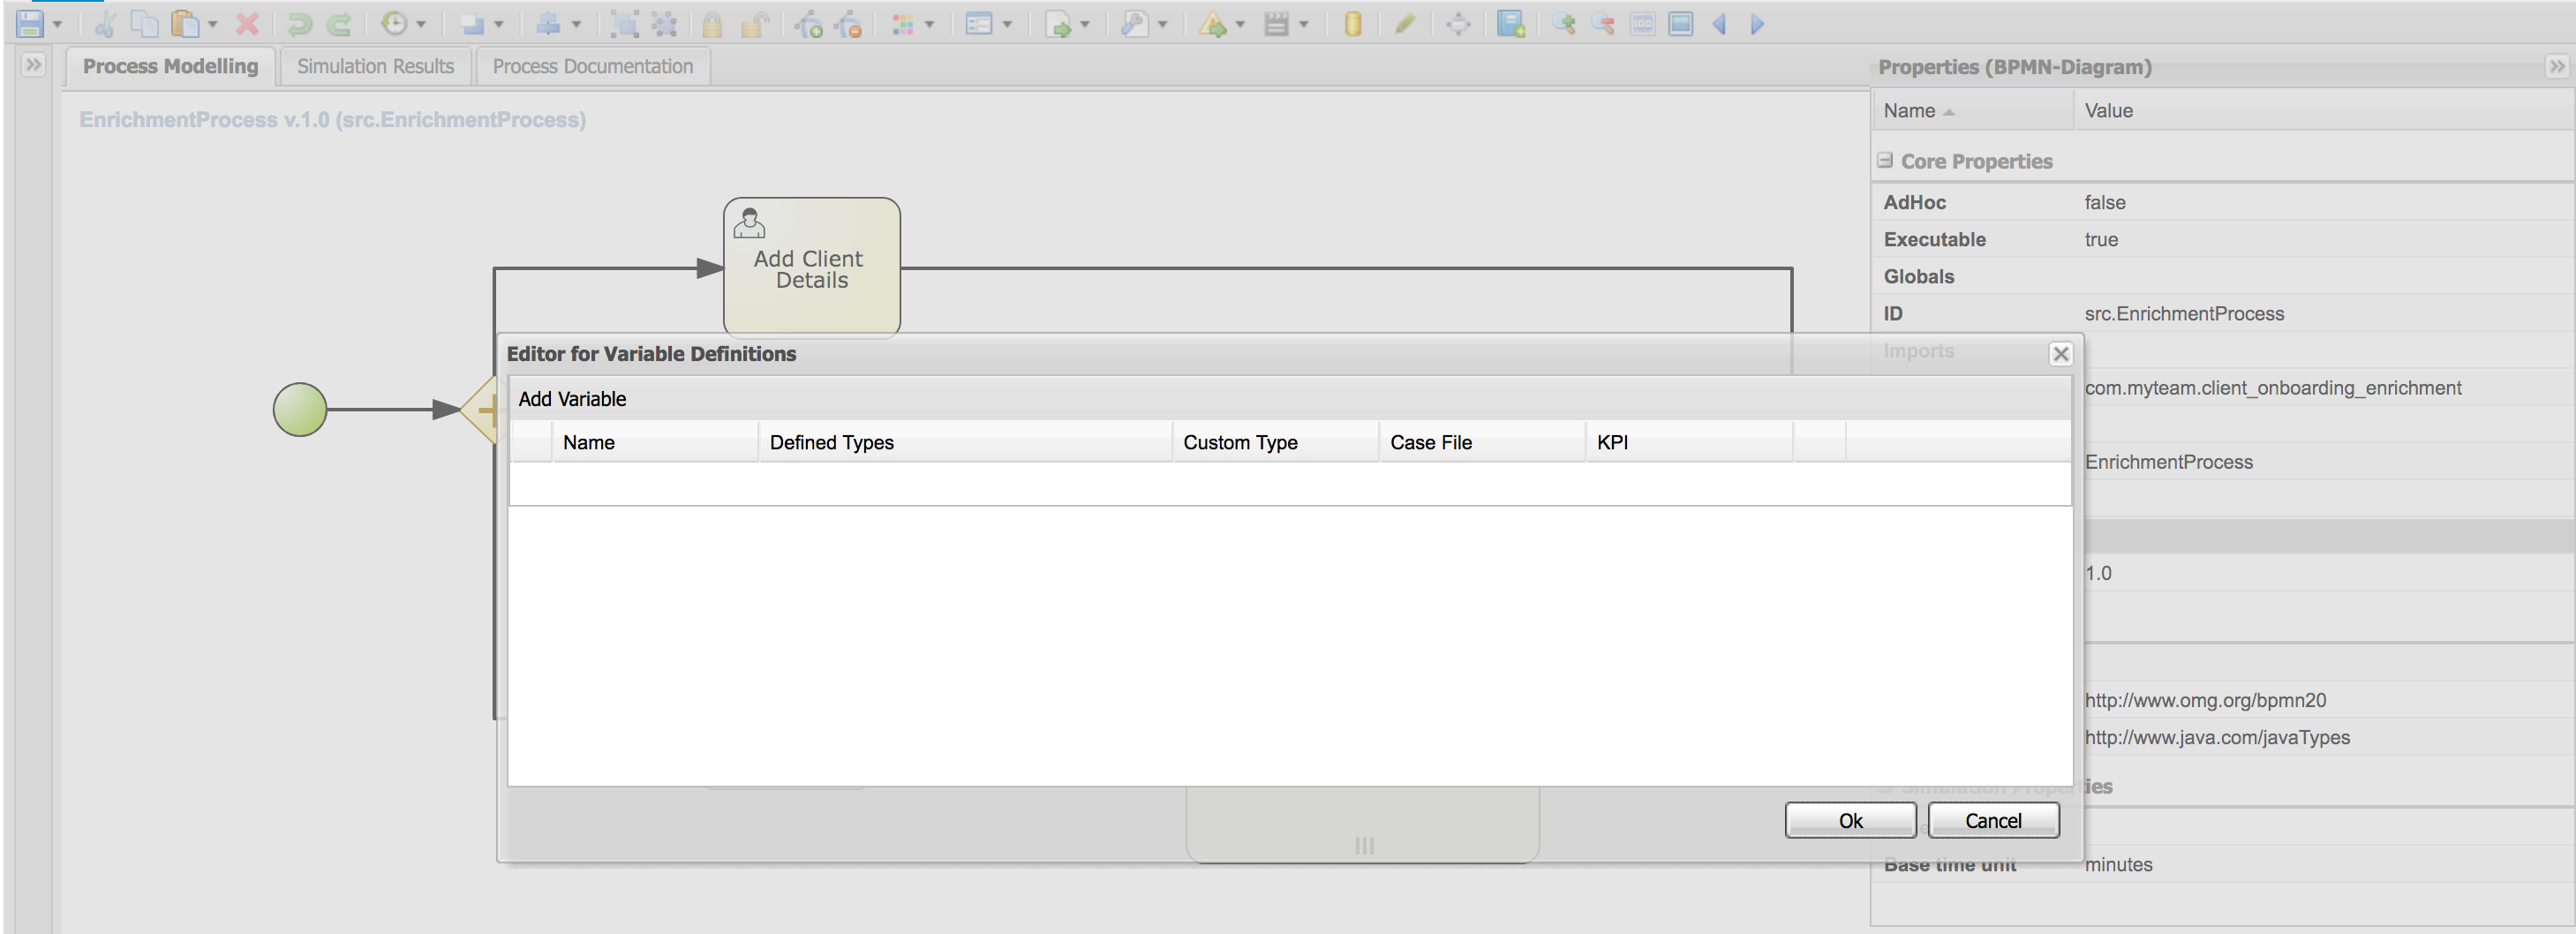 Process Modelling
Simulation Results
Process Documentation
EnrichmentProcess v.1.0 (src.EnrichmentProcess)
Add Client
Details
Properties (BPMN-Diagram)
Name Value
Core Properties
AdHoc false
Executable true
Globals
ID src.EnrichmentProcess
Imports
com.myteam.client_onboarding_enrichment
EnrichmentProcess
1.0
http://www.omg.org/bpmn20
http://www.java.com/javaTypes
Simulation Properties
Base time unit minutes
Editor for Variable Definitions
Add Variable
Name Defined Types Custom Type Case File KPI
Ok Cancel